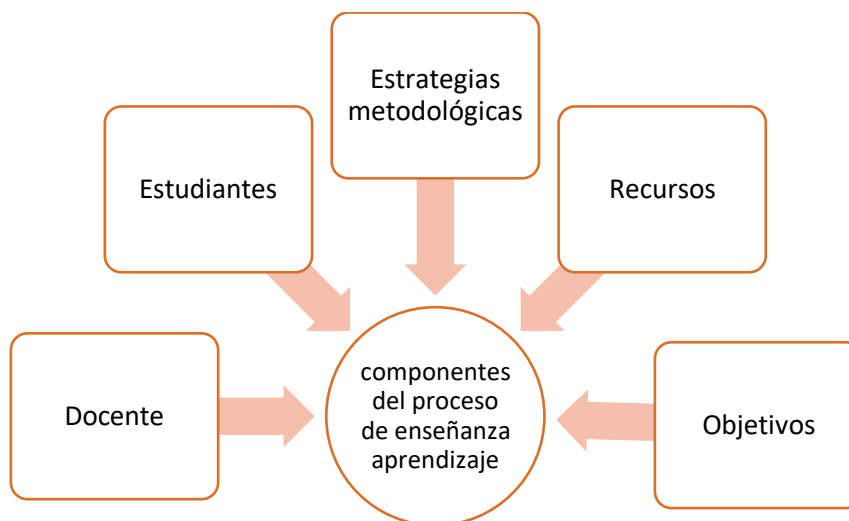 Estrategias
metodológicas
Estudiantes
Recursos
Docente
componentes
del proceso
de enseñanza
aprendizaje
Objetivos